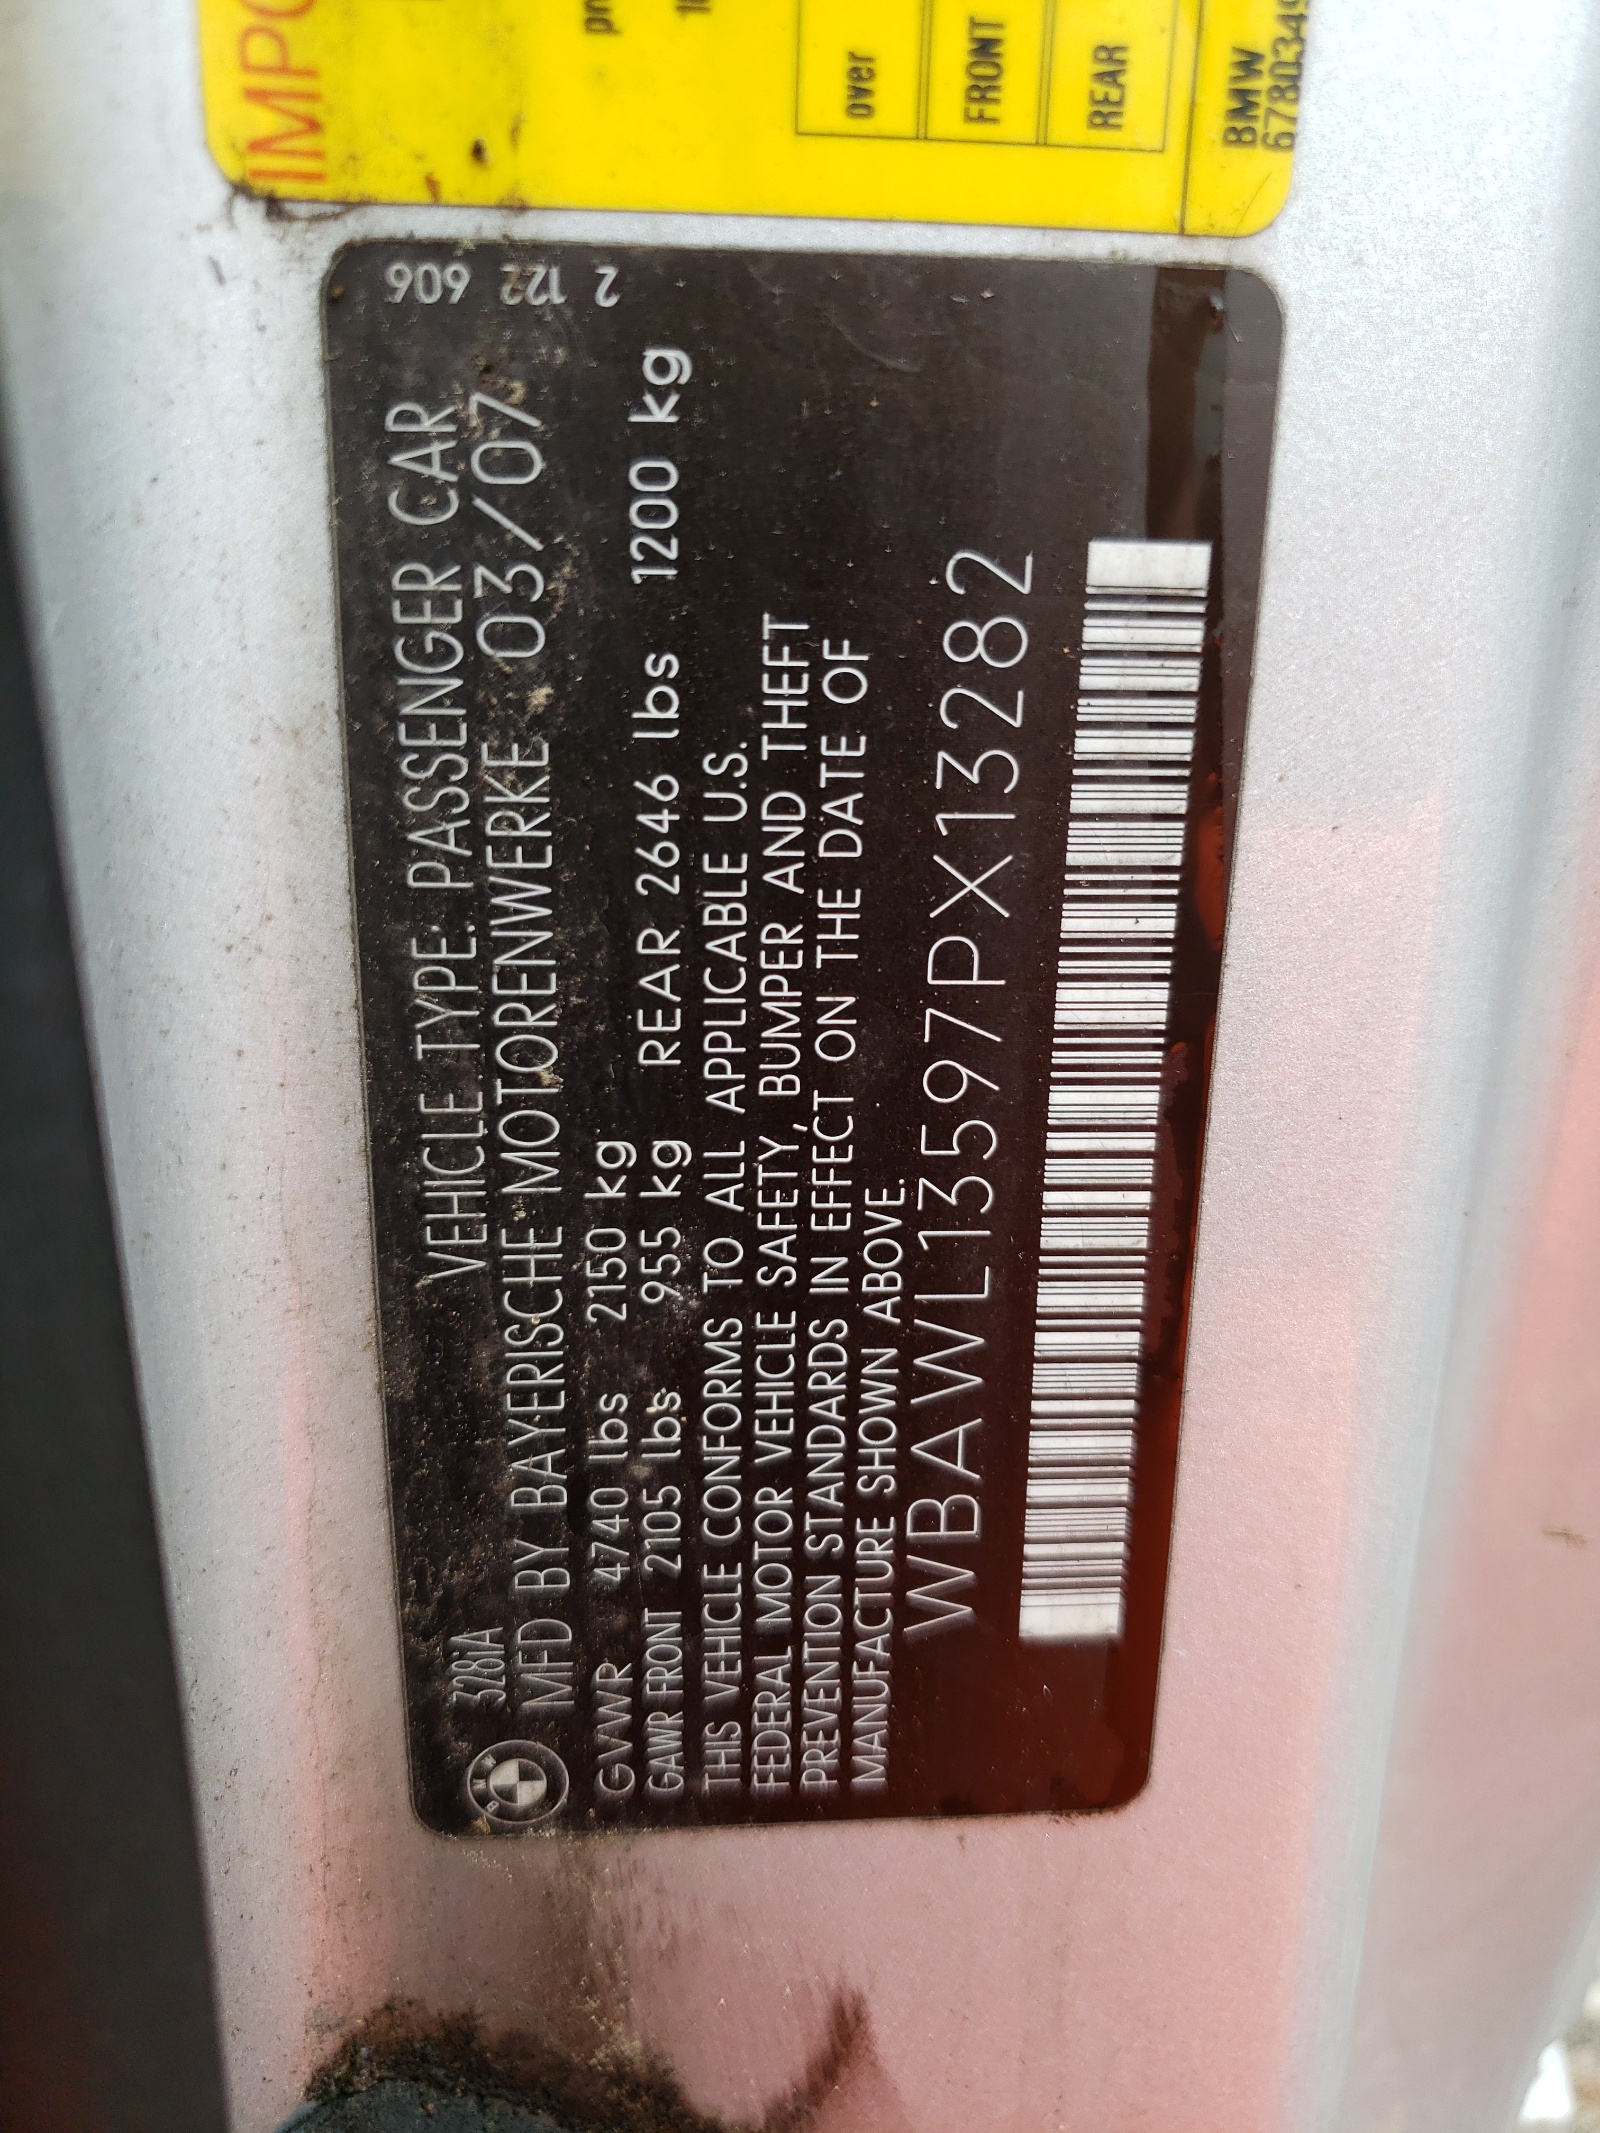 328iA VEHICLE TYPE: PASSENGER CAR
MFD BY BAYERISCHE MOTORENWERKE 03/07
GVWR 4740 lbs 2150 kg
GAWR FRONT 2105 lbs 955 kg REAR 2646 lbs 1200 kg
THIS VEHICLE CONFORMS TO ALL APPLICABLE U.S.
FEDERAL MOTOR VEHICLE SAFETY, BUMPER AND THEFT
PREVENTION STANDARDS IN EFFECT ON THE DATE OF
MANUFACTURE SHOWN ABOVE.
WBAWL13597PX13282
2 122 606
BMW
over
FRONT
REAR
BMW